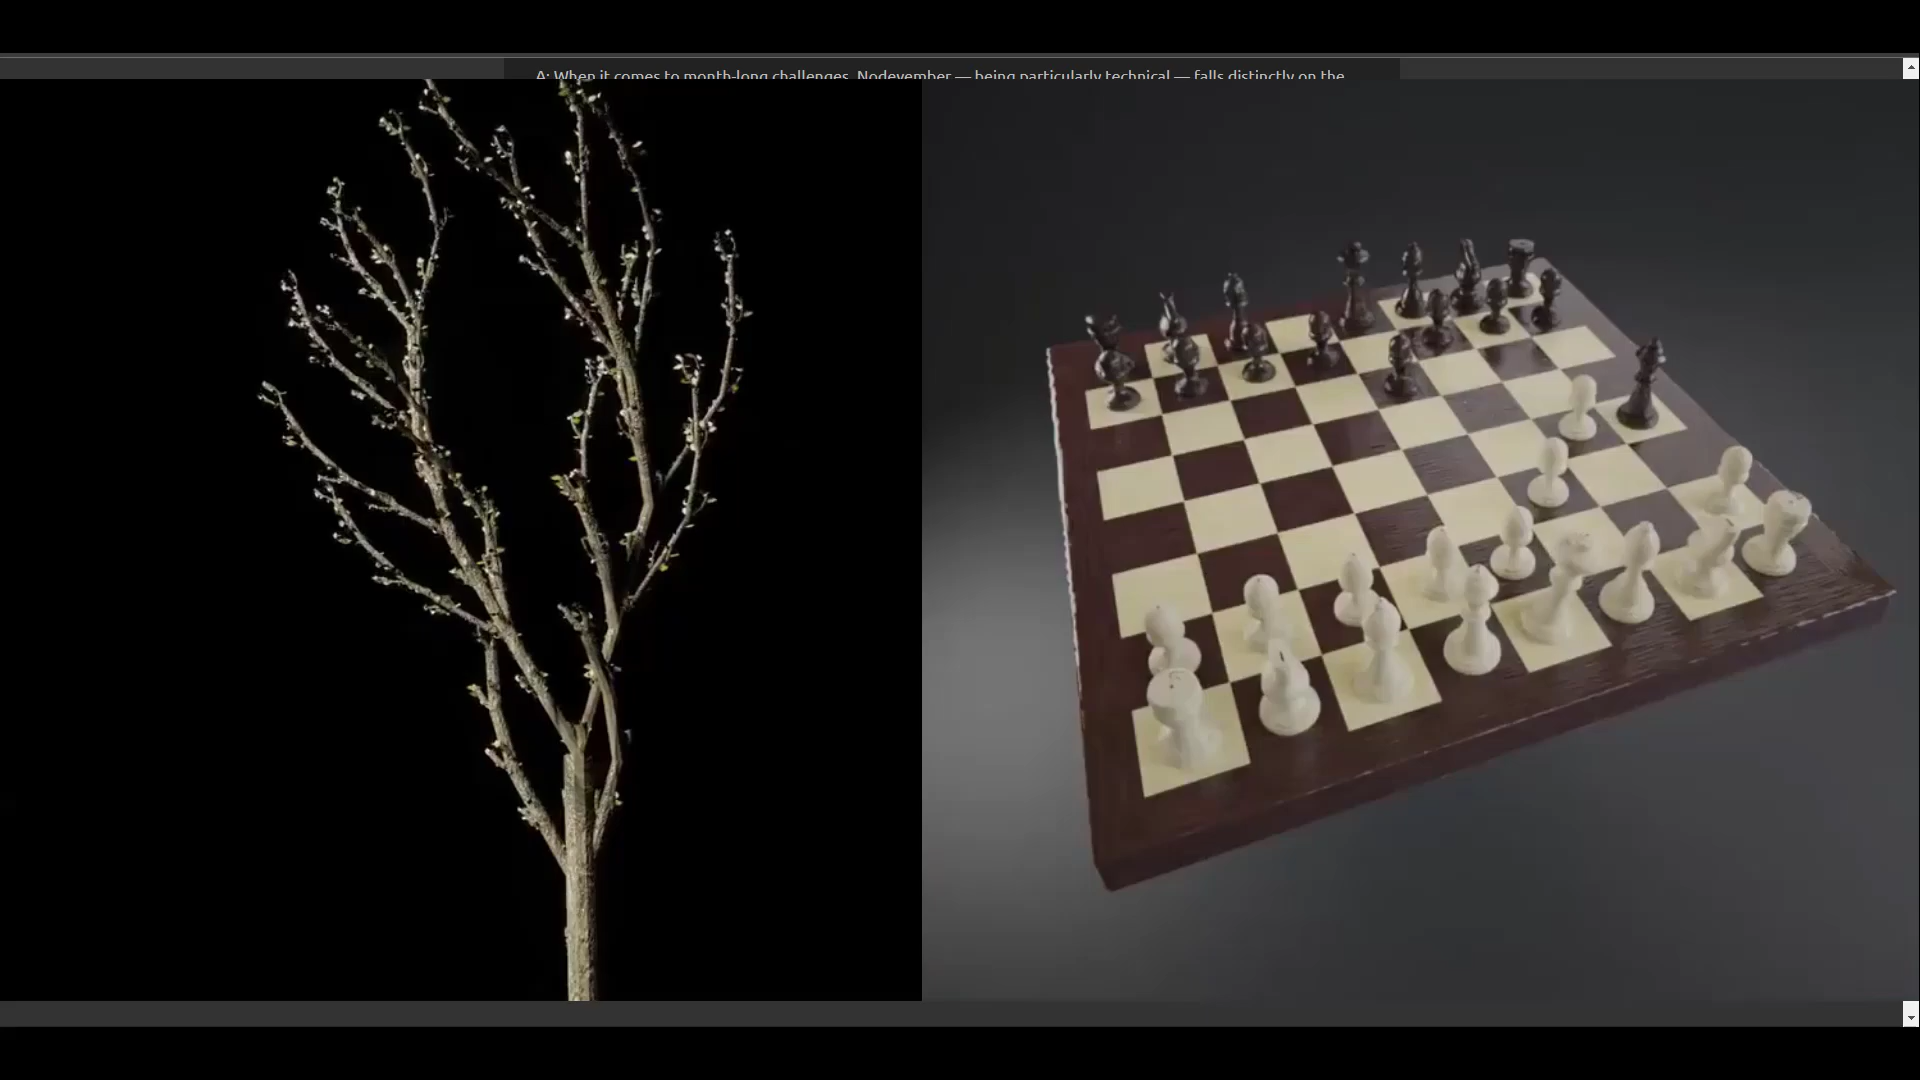 A: When it comes to month-long challenges, Nodevember — being particularly technical — falls distinctly on the